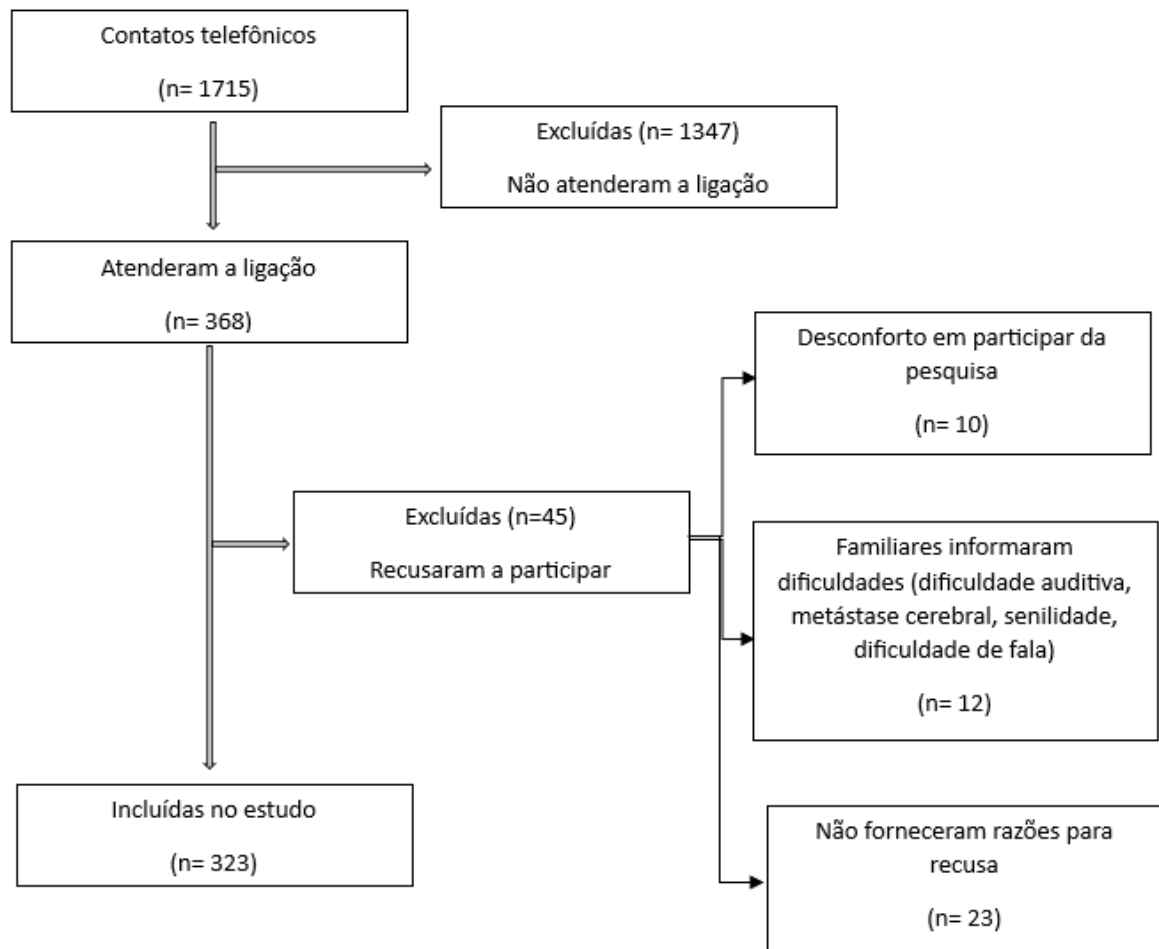 Contatos telefônicos
(n= 1715)
Excluídas (n= 1347)
Não atenderam a ligação
Atenderam a ligação
(n= 368)
Desconforto em participar da
pesquisa
(n= 10)
Excluídas (n=45)
Recusaram a participar
Familiares informaram
dificuldades (dificuldade auditiva,
metástase cerebral, senilidade,
dificuldade de fala)
(n= 12)
Incluídas no estudo
(n= 323)
Não forneceram razões para
recusa
(n= 23)